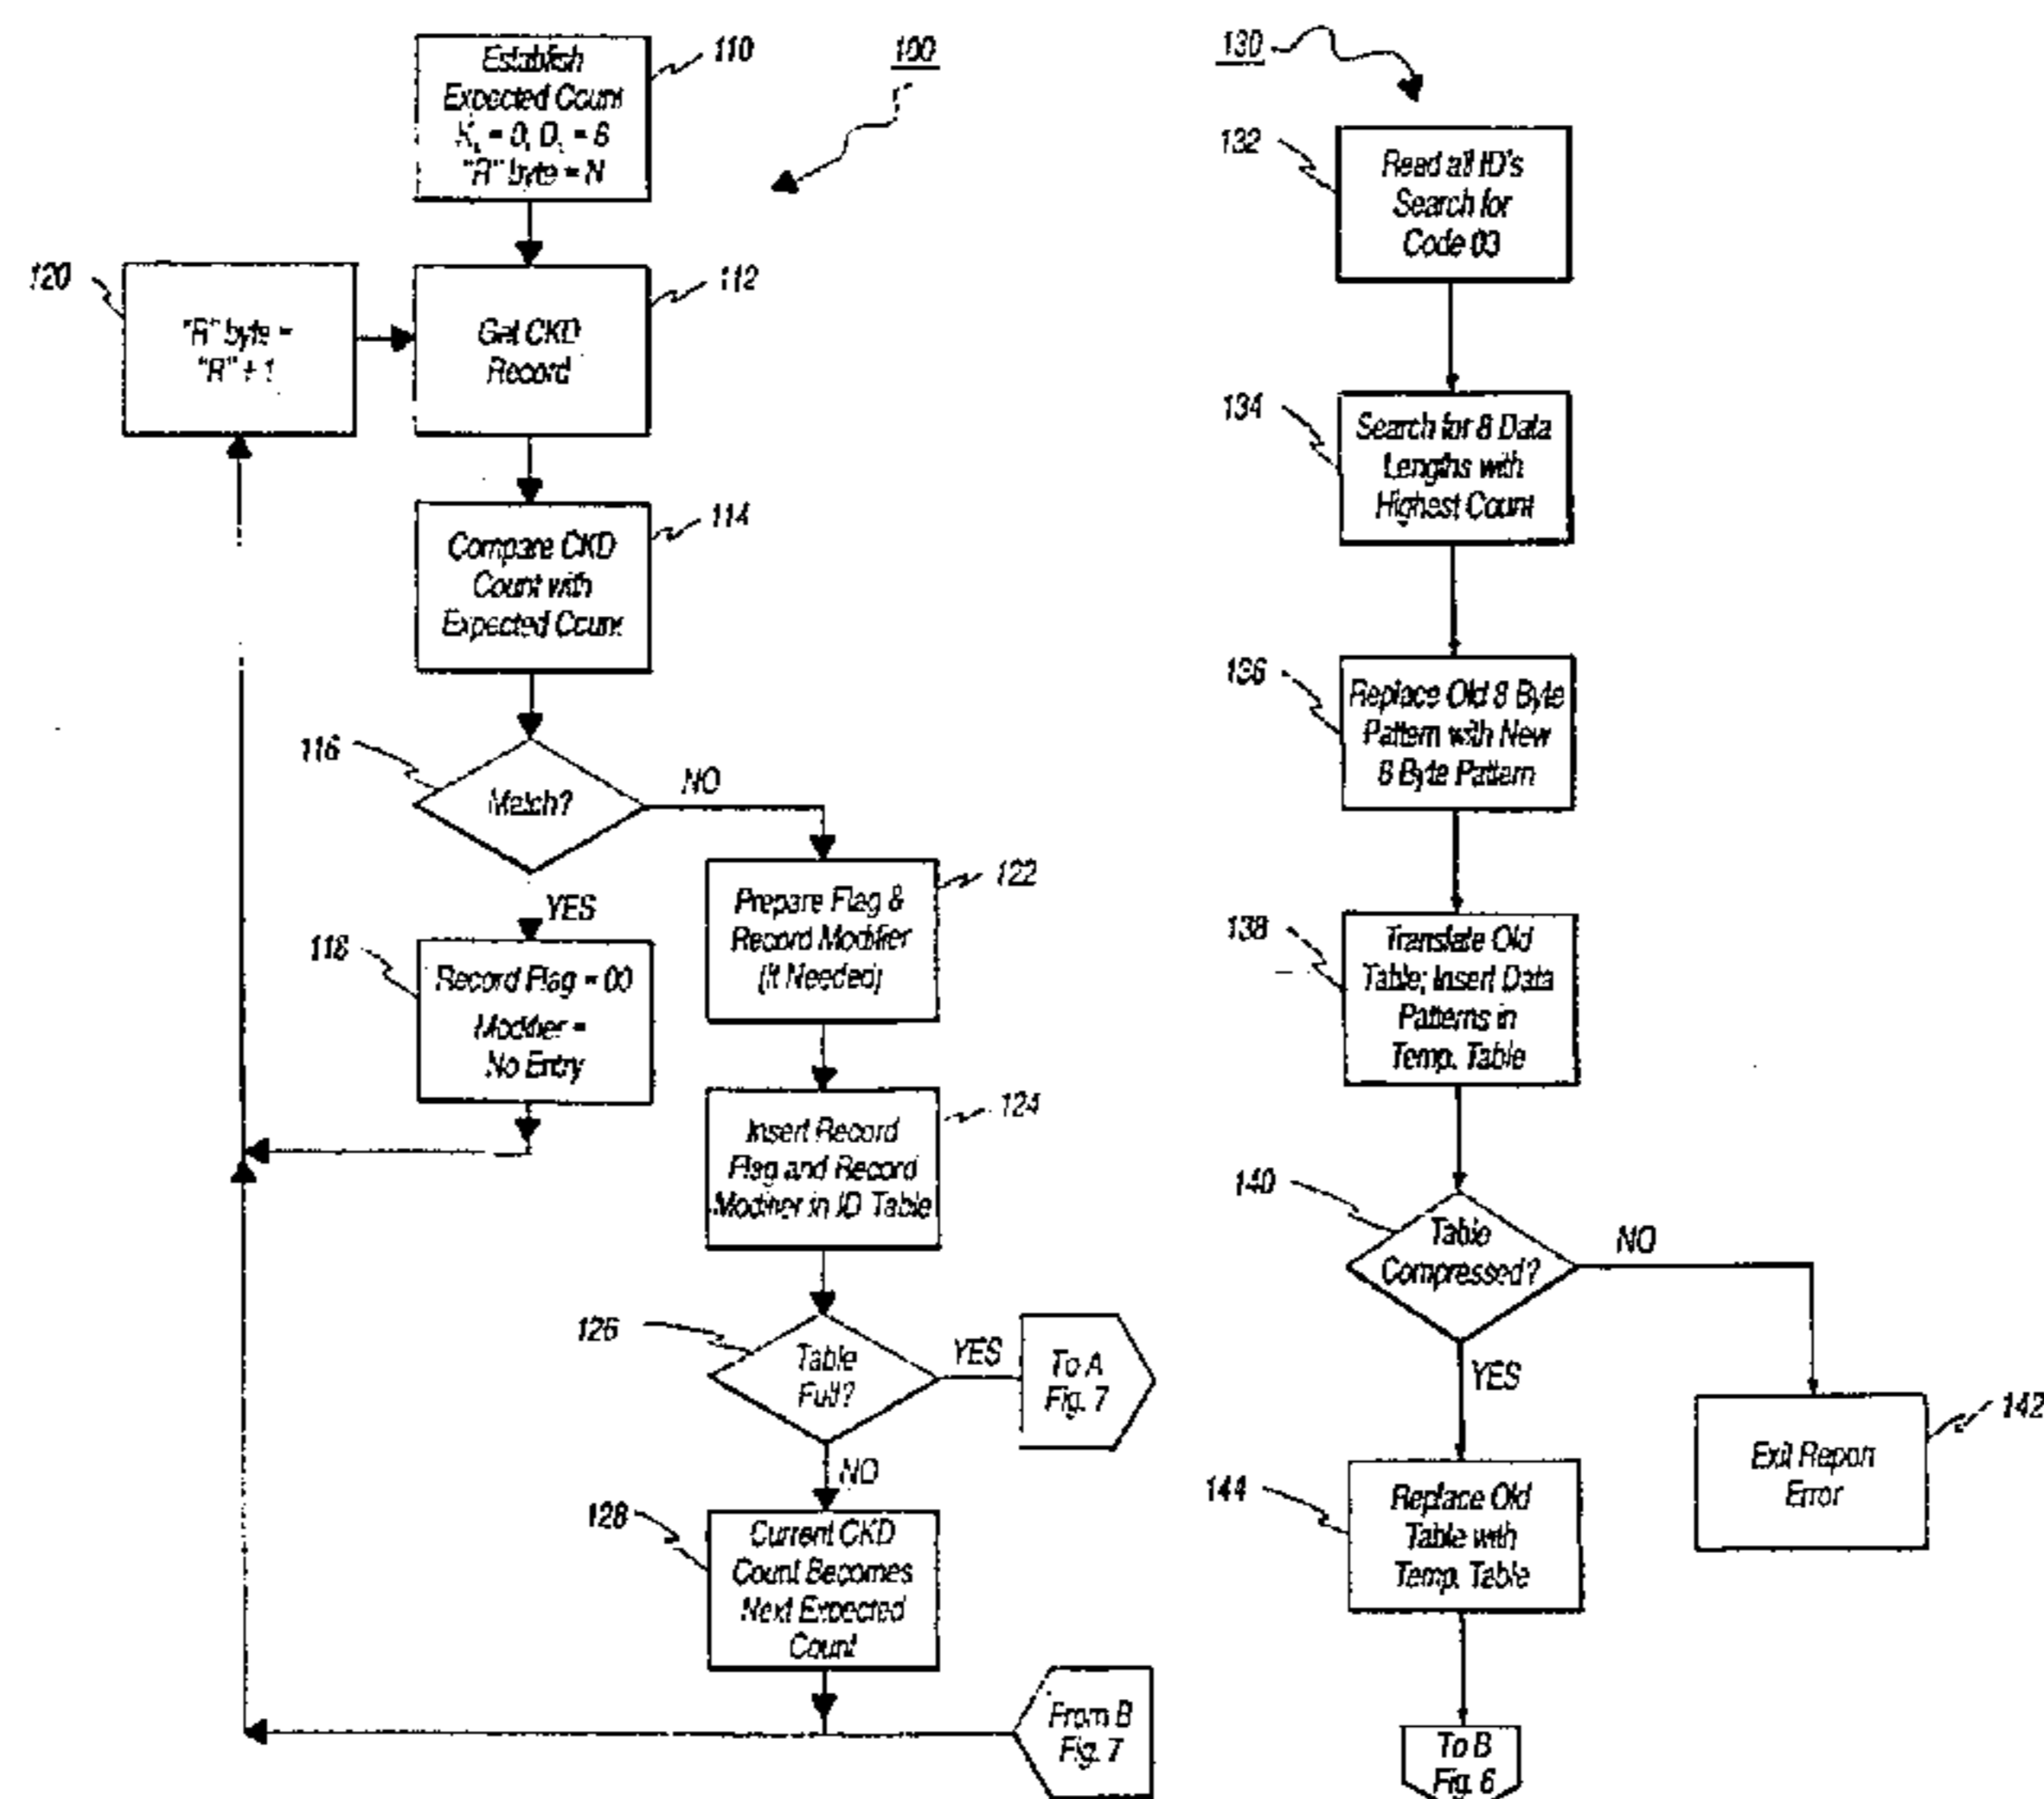 110
Establish
Expected Count
K_L = 0, D_L = 8
"R" byte = N
100
120
"R" byte =
"R" + 1
112
Get CKD
Record
114
Compare CKD
Count with
Expected Count
116
Match?
NO
YES
118
Record Flag = 00
Modifier =
No Entry
122
Prepare Flag &
Record Modifier
(If Needed)
124
Insert Record
Flag and Record
Modifier in ID Table
126
Table
Full?
YES
To A
Fig. 7
NO
128
Current CKD
Count Becomes
Next Expected
Count
From B
Fig. 7
130
132
Read all ID's
Search for
Code 03
134
Search for 8 Data
Lengths with
Highest Count
136
Replace Old 8 Byte
Pattern with New
8 Byte Pattern
138
Translate Old
Table; Insert Data
Patterns in
Temp. Table
140
Table
Compressed?
NO
YES
142
Exit Report
Error
144
Replace Old
Table with
Temp. Table
To B
Fig. 6